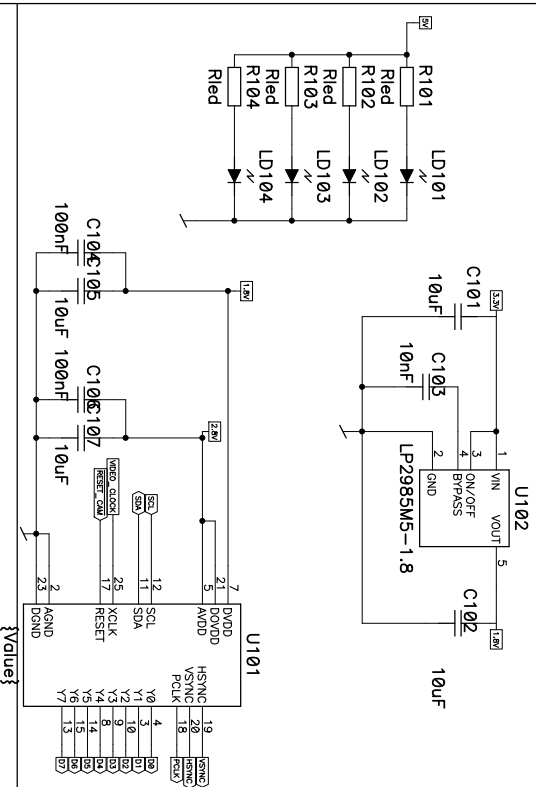 5V
R101
Rled
LD101
R102
Rled
LD102
R103
Rled
LD103
R104
Rled
LD104
3.3V
C101
10uF
C103
10nF
U102
LP2985M5-1.8
1 VIN
3 ON/OFF
4 BYPASS
2 GND
VOUT 5
1.8V
C102
10uF
1.8V
C104
100nF
C105
10uF
2.8V
C106
100nF
C107
10uF
VIDEO_CLOCK
RESET_CAM
SCL
SDA
U101
{Value}
7 DVDD
21 DOVDD
5 AVDD
12 SCL
11 SDA
25 XCLK
17 RESET
2 AGND
23 DGND
HSYNC 19 VSYNC
VSYNC 20 HSYNC
PCLK 18 PCLK
Y0 4 D0
Y1 3 D1
Y2 10 D2
Y3 9 D3
Y4 8 D4
Y5 14 D5
Y6 15 D6
Y7 13 D7